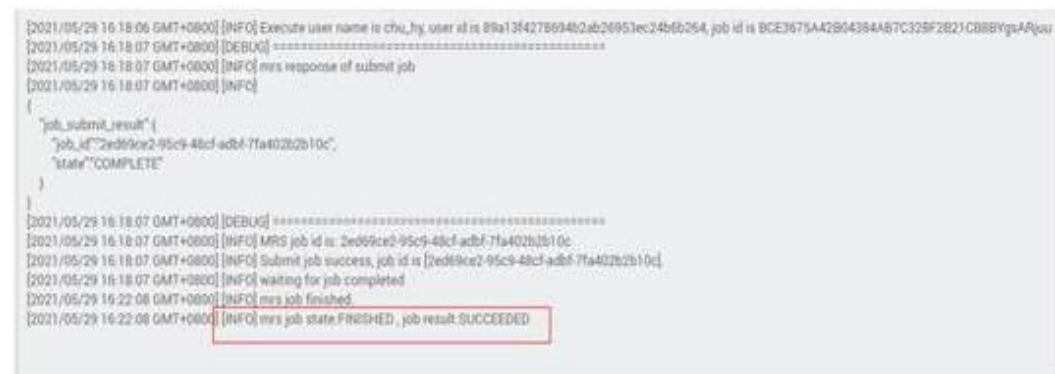 [2021/05/29 16:18:06 GMT+0800] [INFO] Execute user name is chu_hy, user id is 89a13f4278694b2ab26953ec24b6b264, job id is
[2021/05/29 16:18:07 GMT+0800] [DEBUG] ===============================================
[2021/05/29 16:18:07 GMT+0800] [INFO] mrs response of submit job
[2021/05/29 16:18:07 GMT+0800] [INFO]
{
"job_submit_result":{
"job_id":"2ed69ce2-95c9-48cf-adbf-7fa402b2b10c",
"state":"COMPLETE"
}
}
[2021/05/29 16:18:07 GMT+0800] [DEBUG] ===============================================
[2021/05/29 16:18:07 GMT+0800] [INFO] MRS job id is: 2ed69ce2-95c9-48cf-adbf-7fa402b2b10c
[2021/05/29 16:18:07 GMT+0800] [INFO] Submit job success, job id is [2ed69ce2-95c9-48cf-adbf-7fa402b2b10c].
[2021/05/29 16:18:07 GMT+0800] [INFO] waiting for job completed
[2021/05/29 16:22:08 GMT+0800] [INFO] mrs job finished.
[2021/05/29 16:22:08 GMT+0800] [INFO] mrs job state:FINISHED , job result:SUCCEEDED